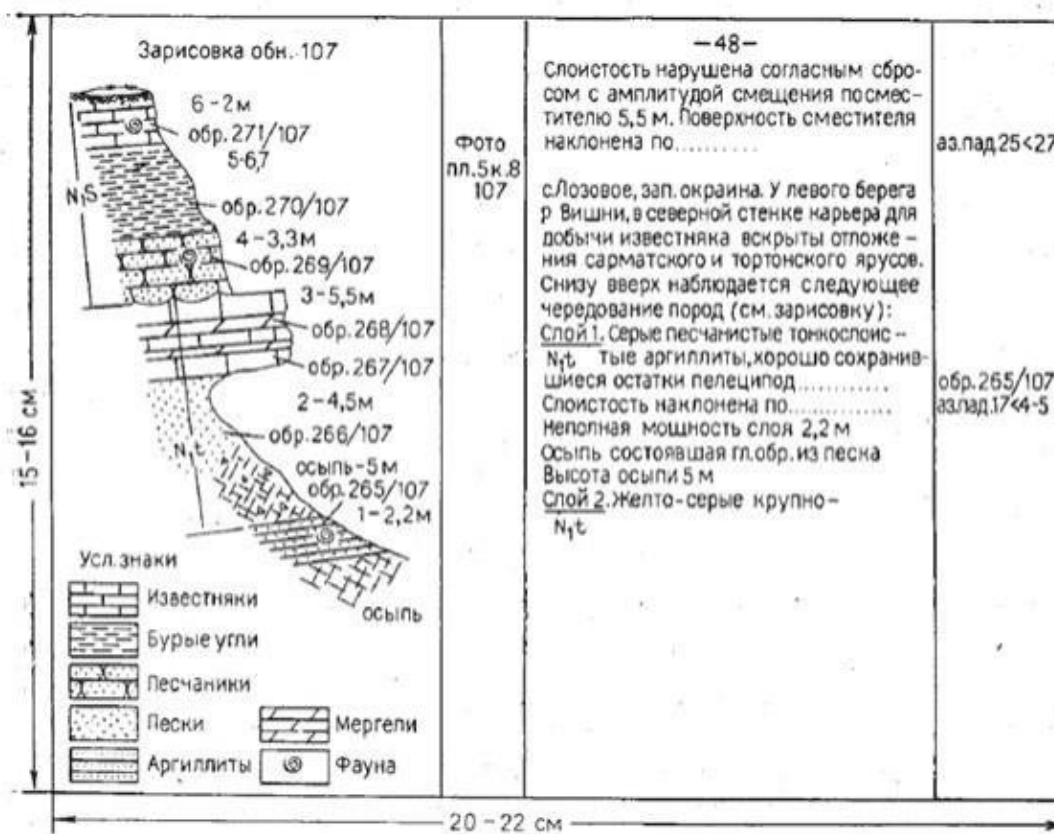 Зарисовка обн. 107
6-2м
обр. 271/107
5-6,7
N₁S
обр. 270/107
4-3,3м
обр. 269/107
3-5,5м
обр. 268/107
обр. 267/107
2-4,5м
обр. 266/107
N₁t
осыпь-5м
обр. 265/107
1-2,2м
осыпь
Усл. знаки
Известняки
Бурые угли
Песчаники
Пески
Аргиллиты
Мергели
Фауна
Фото
пл.5к.8
107
-48-
Слоистость нарушена согласным сбро-
сом с амплитудой смещения посмес-
тителю 5,5 м. Поверхность сместителя
наклонена по..........
аз.пад.25<27
с.Лозовое, зап. окраина. У левого берега
р Вишни, в северной стенке карьера для
добычи известняка вскрыты отложе-
ния сарматского и тортонского ярусов.
Снизу вверх наблюдается следующее
чередование пород (см. зарисовку):
Слой 1. Серые песчанистые тонкослоис-
N₁t тые аргиллиты, хорошо сохранив-
шиеся остатки пелеципод............
обр. 265/107
Слоистость наклонена по.............
аз.пад.17<4-5
Неполная мощность слоя 2,2 м
Осыпь состоявшая гл.обр. из песка
Высота осыпи 5 м
Слой 2. Желто-серые крупно-
N₁t
15-16 см
20-22 см